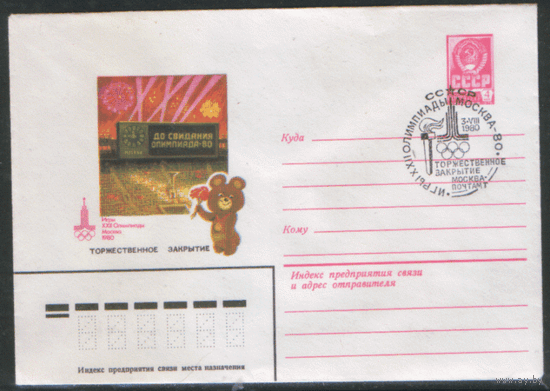 ДО СВИДАНИЯ
ОЛИМПИАДА-80
Игры
XXII Олимпиады
Москва
1980
ТОРЖЕСТВЕННОЕ ЗАКРЫТИЕ
Индекс предприятия связи места назначения
СССР
4
СССР
ИГРЫ XXII ОЛИМПИАДЫ МОСКВА-80
3-VIII
1980
ТОРЖЕСТВЕННОЕ
ЗАКРЫТИЕ
МОСКВА-
ПОЧТАМТ
Куда
Кому
Индекс предприятия связи
и адрес отправителя